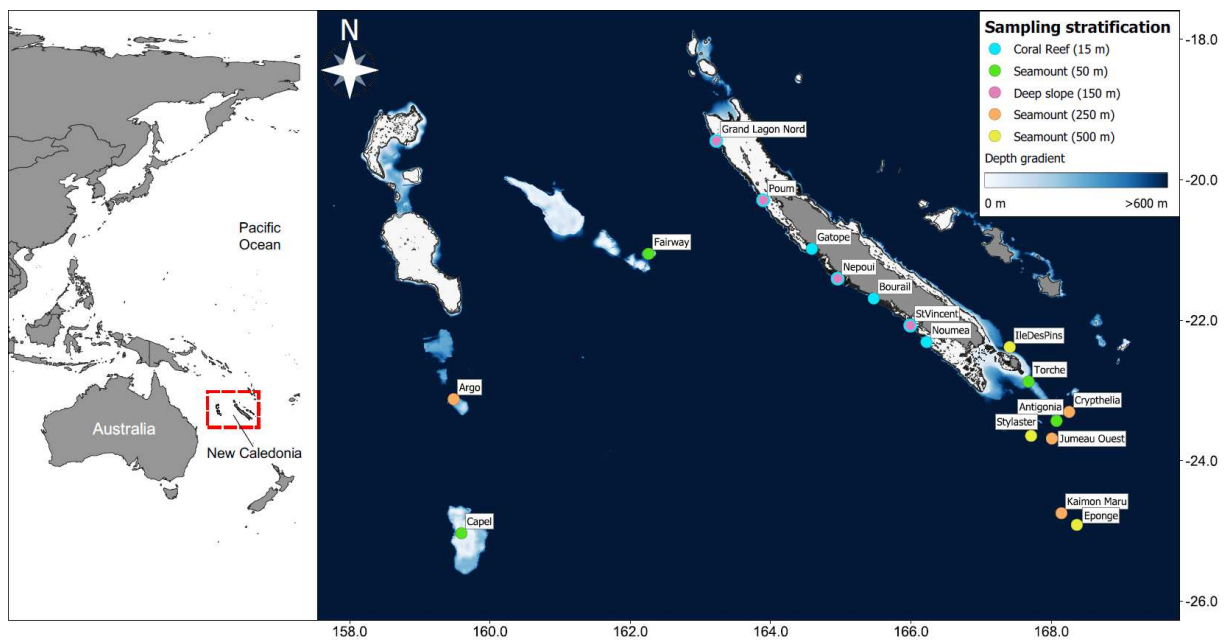 Pacific
Ocean
Australia
New Caledonia
N
Sampling stratification
Coral Reef (15 m)
Seamount (50 m)
Deep slope (150 m)
Seamount (250 m)
Seamount (500 m)
Depth gradient
0 m >600 m
Grand Lagon Nord
Poum
Gatope
Fairway
Nepoui
Bourail
StVincent
Noumea
IleDesPins
Torche
Argo
Crypthelia
Antigonia
Stylaster
Jumeau Ouest
Kaimon Maru
Eponge
Capel
-18.0
-20.0
-22.0
-24.0
-26.0
158.0 160.0 162.0 164.0 166.0 168.0